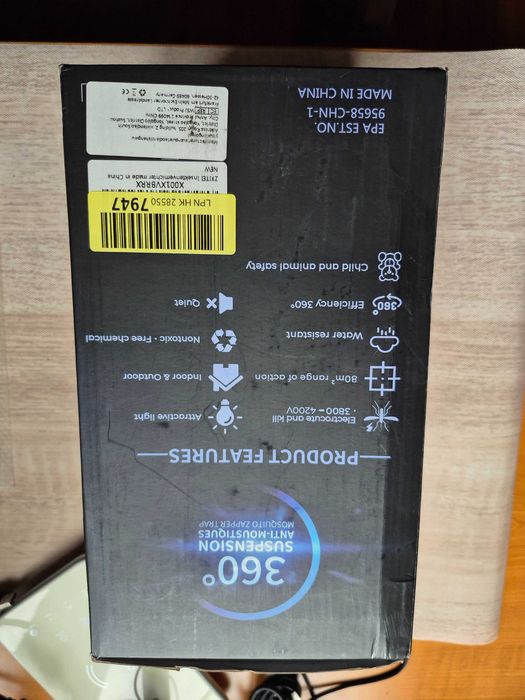 360°
SUSPENSION
ANTI-MOUSTIQUES
MOSQUITO ZAPPER TRAP
PRODUCT FEATURES
Electrocute and kill
· 3800 – 4200V
Attractive light
80m² range of action
Indoor & Outdoor
Water resistant
Nontoxic · Free chemical
360°
Efficiency 360°
Quiet
Child and animal safety
LPN HK 28550
7947
X001XV8RRX
NEW
EPA EST.NO.
95658-CHN-1
MADE IN CHINA